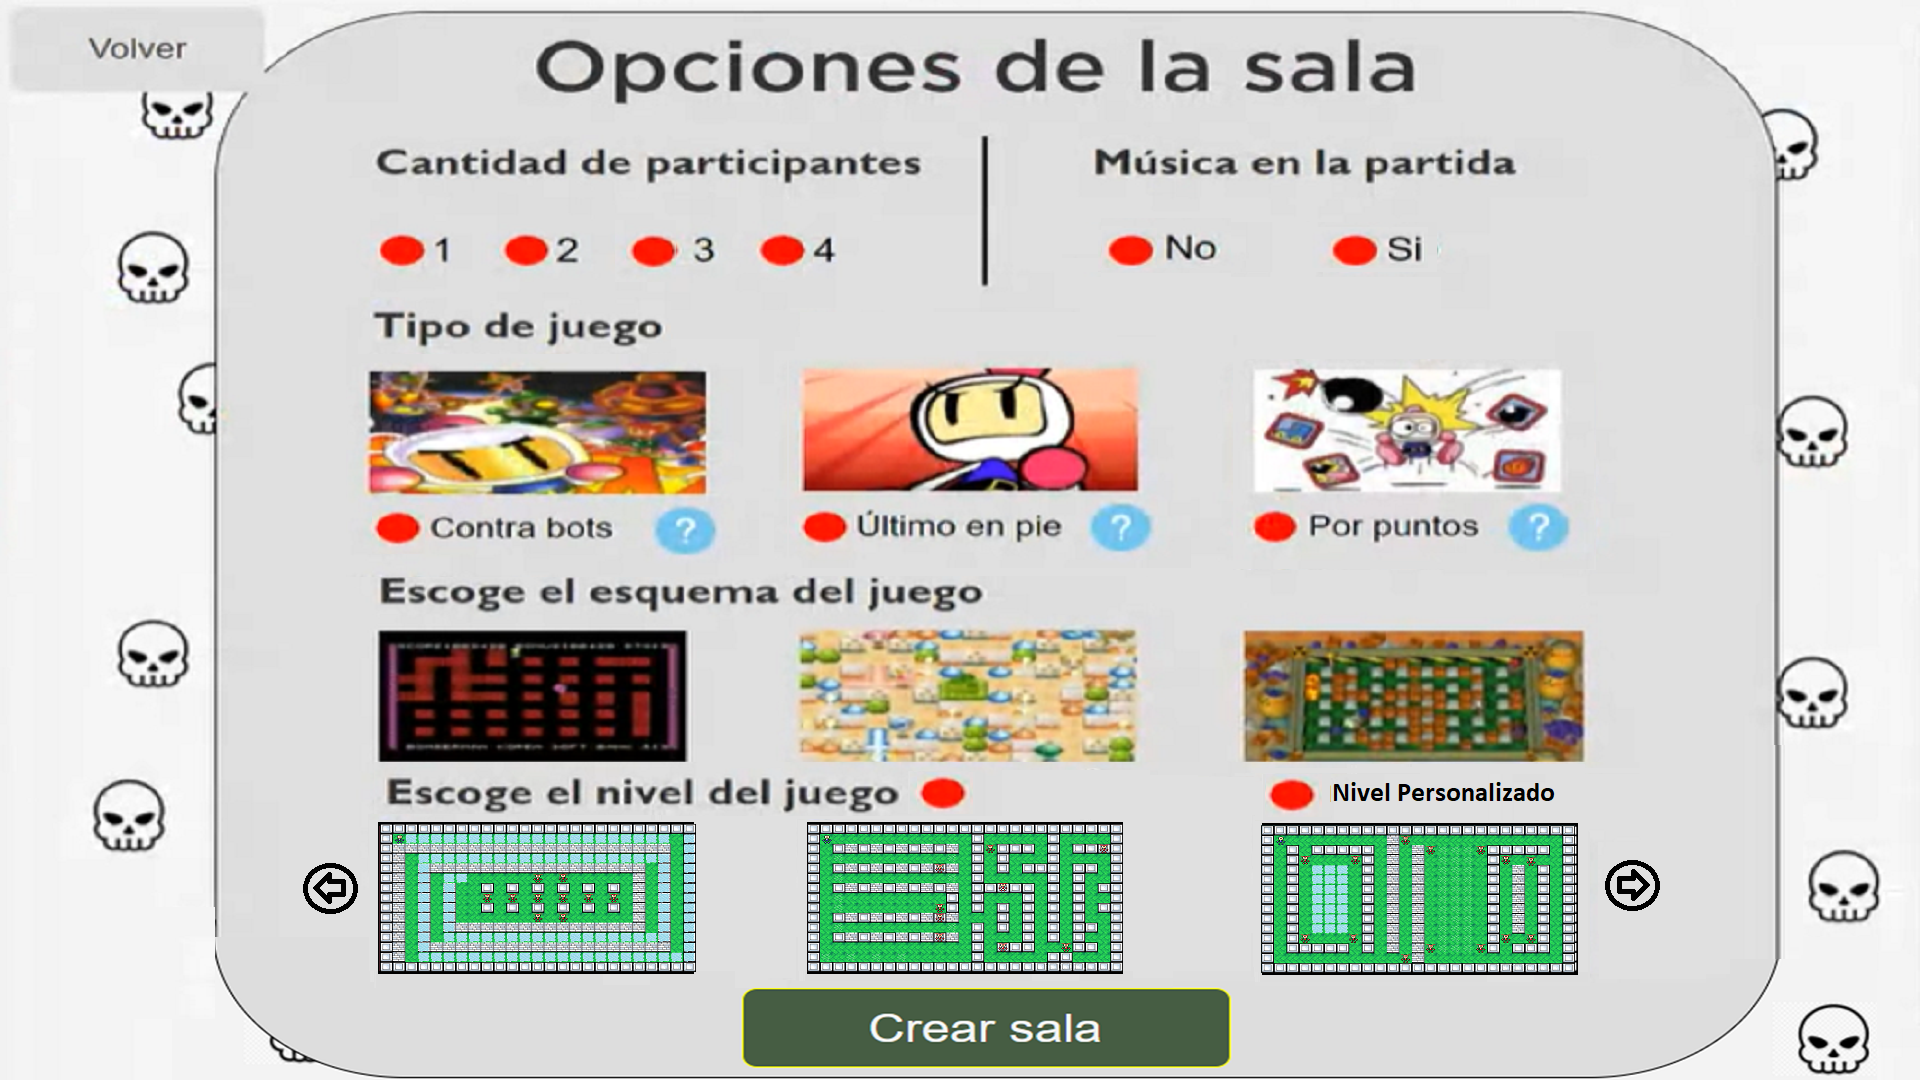 Volver
Opciones de la sala
Cantidad de participantes
Música en la partida
1 2 3 4
No Si
Tipo de juego
Contra bots ?
Último en pie ?
Por puntos ?
Escoge el esquema del juego
Escoge el nivel del juego
Nivel Personalizado
Crear sala